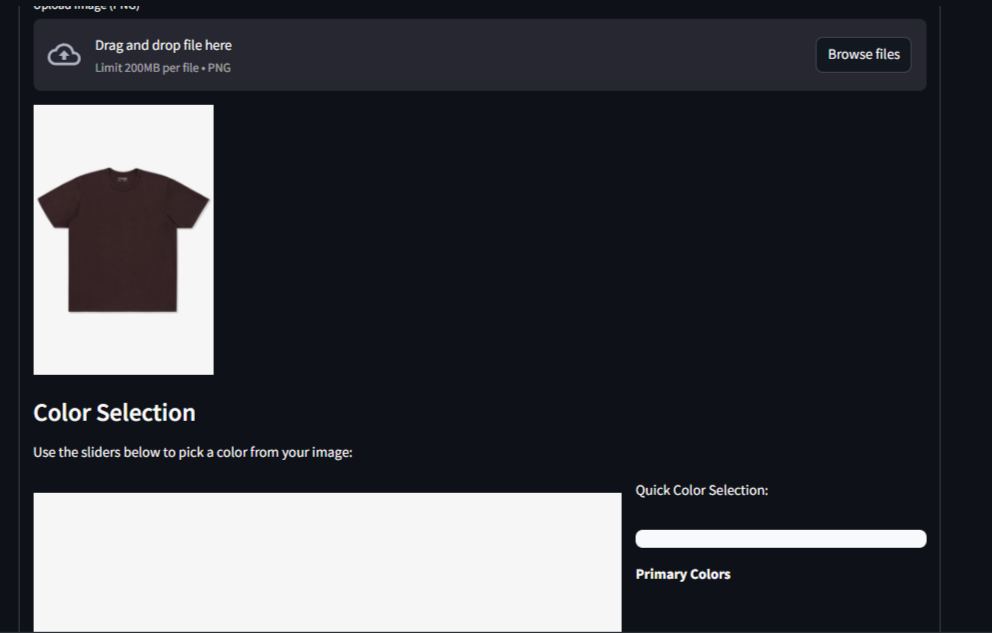 Upload Image (PNG)
Drag and drop file here
Limit 200MB per file • PNG
Browse files
Color Selection
Use the sliders below to pick a color from your image:
Quick Color Selection:
Primary Colors